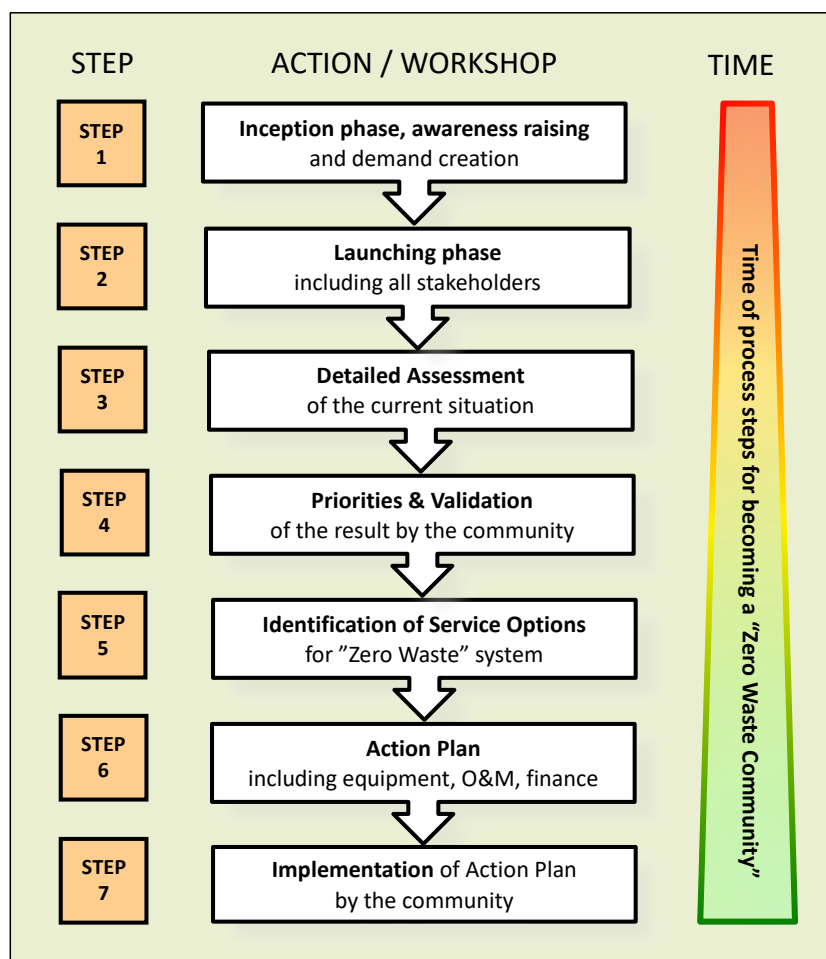 STEP
ACTION / WORKSHOP
TIME
STEP
1
Inception phase, awareness raising
and demand creation
STEP
2
Launching phase
including all stakeholders
STEP
3
Detailed Assessment
of the current situation
STEP
4
Priorities & Validation
of the result by the community
STEP
5
Identification of Service Options
for ”Zero Waste” system
STEP
6
Action Plan
including equipment, O&M, finance
STEP
7
Implementation of Action Plan
by the community
Time of process steps for becoming a “Zero Waste Community”